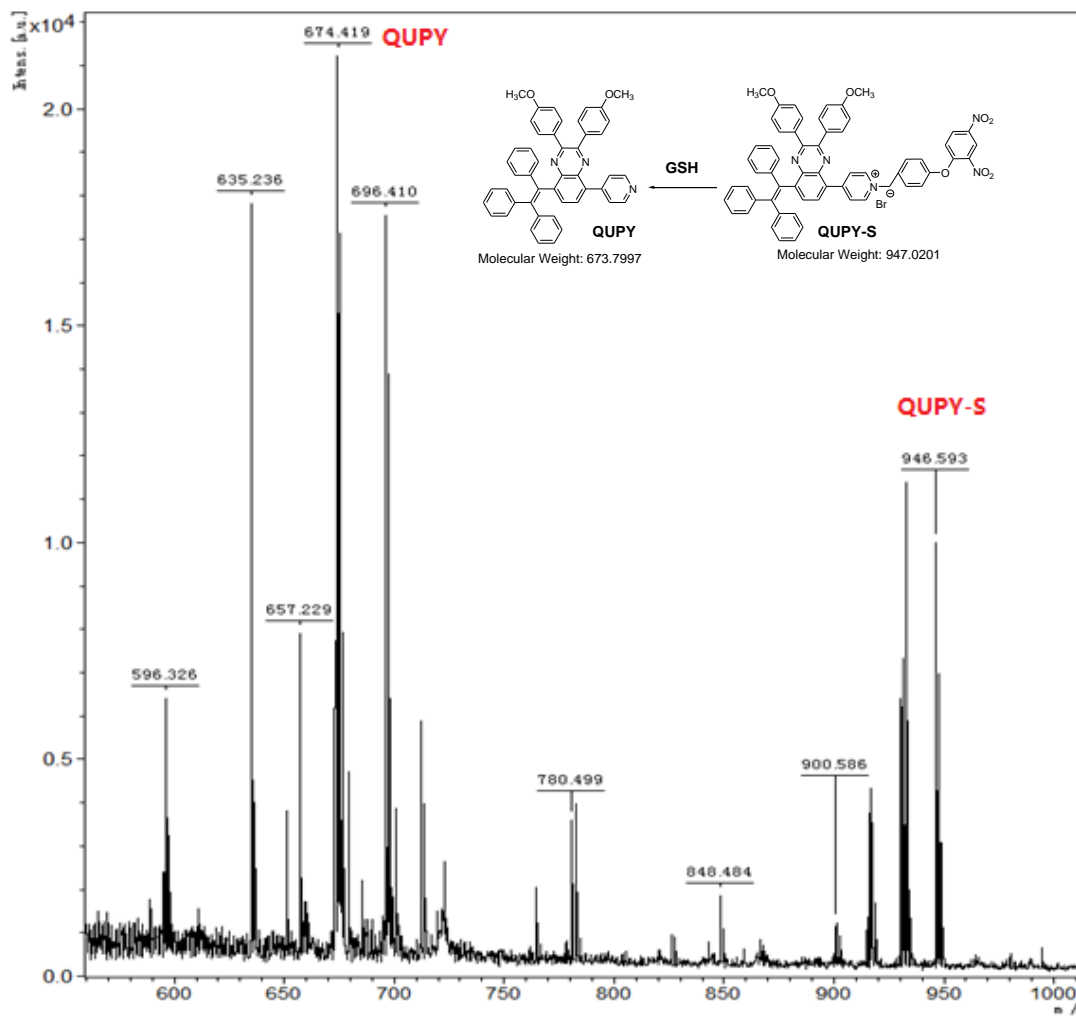 Intens. [a.u.]
x10⁴
674.419
QUPY
635.236
696.410
657.229
596.326
780.499
848.484
900.586
946.593
QUPY-S
H₃CO
OCH₃
N
N
N
QUPY
Molecular Weight: 673.7997
GSH
H₃CO
OCH₃
N
N
N
+
Br
⊖
O
NO₂
NO₂
QUPY-S
Molecular Weight: 947.0201
2.0
1.5
1.0
0.5
0.0
600
650
700
750
800
850
900
950
1000